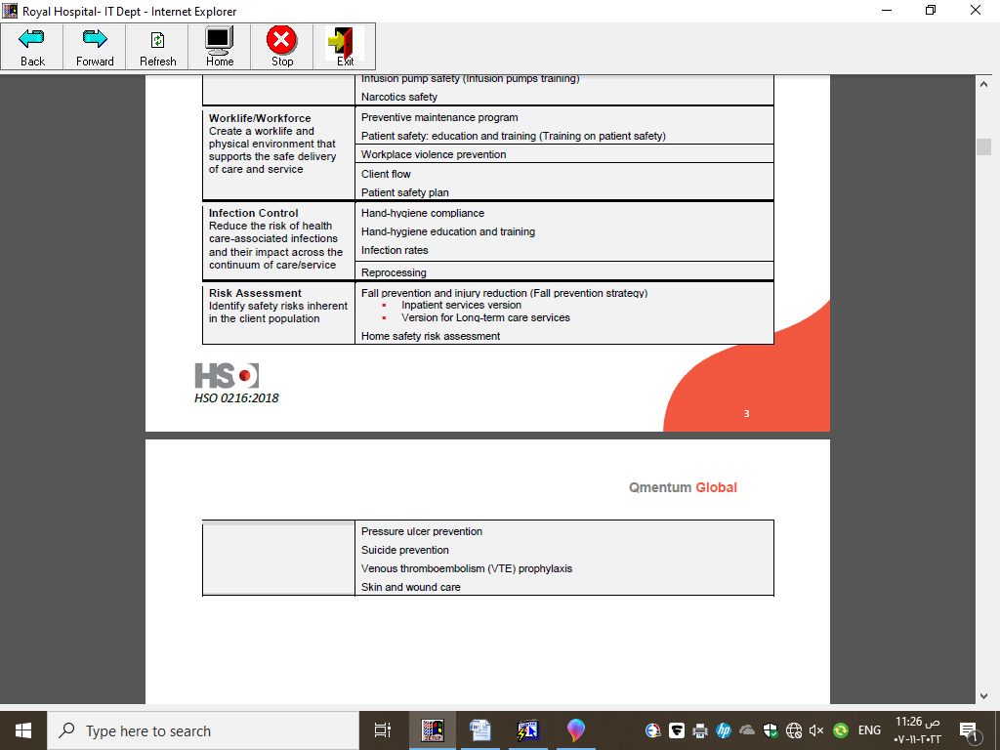 Royal Hospital- IT Dept - Internet Explorer
Back Forward Refresh Home Stop Exit
Infusion pump safety (Infusion pumps training)
Narcotics safety
Worklife/Workforce
Create a worklife and
physical environment that
supports the safe delivery
of care and service
Preventive maintenance program
Patient safety: education and training (Training on patient safety)
Workplace violence prevention
Client flow
Patient safety plan
Infection Control
Reduce the risk of health
care-associated infections
and their impact across the
continuum of care/service
Hand-hygiene compliance
Hand-hygiene education and training
Infection rates
Reprocessing
Risk Assessment
Identify safety risks inherent
in the client population
Fall prevention and injury reduction (Fall prevention strategy)
▪ Inpatient services version
▪ Version for Long-term care services
Home safety risk assessment
HSO
HSO 0216:2018
3
Qmentum Global
Pressure ulcer prevention
Suicide prevention
Venous thromboembolism (VTE) prophylaxis
Skin and wound care
Type here to search
ENG
١١:26 ص
٠٧-١١-٢٠٢٢
1